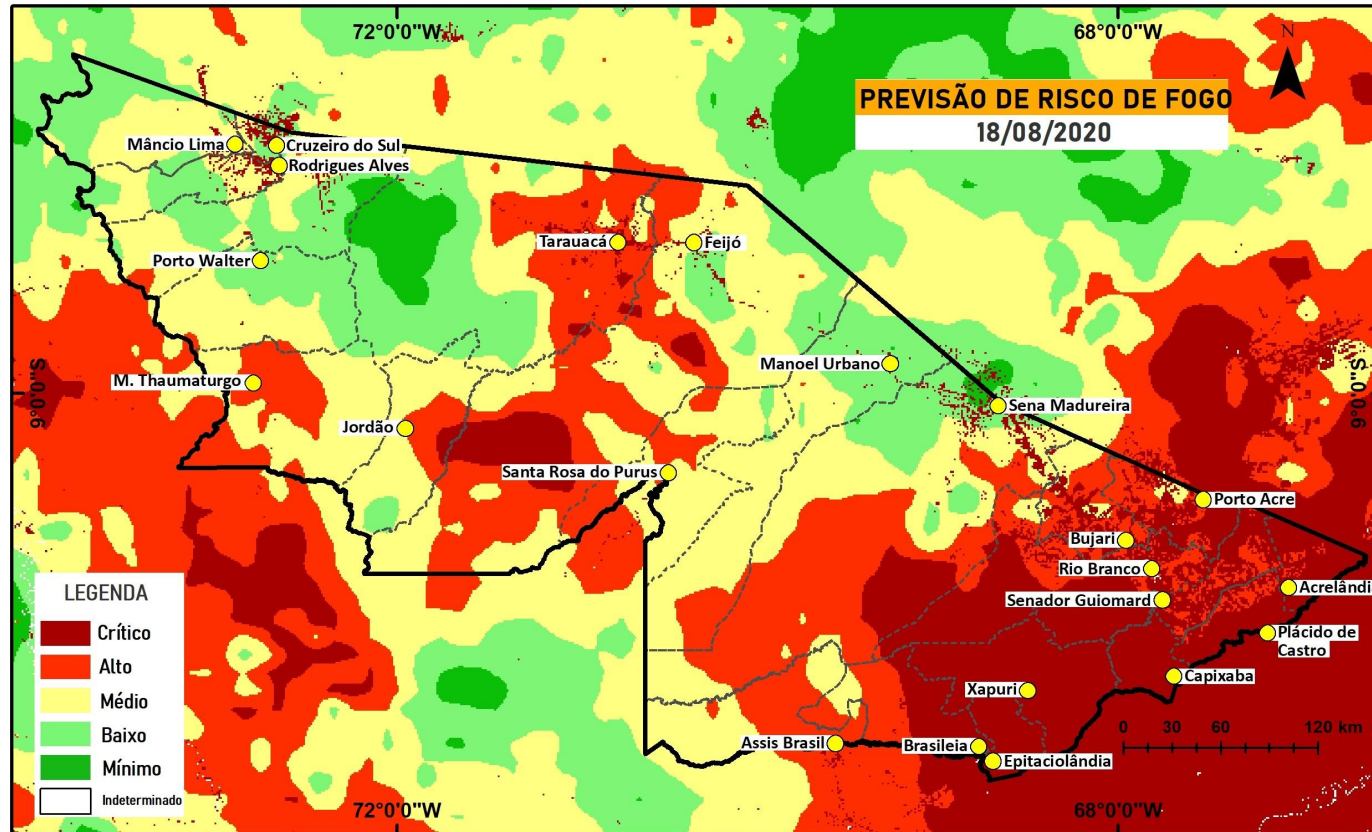 72°0'0"W
68°0'0"W
N
PREVISÃO DE RISCO DE FOGO
18/08/2020
Mâncio Lima
Cruzeiro do Sul
Rodrigues Alves
Tarauacá
Feijó
Porto Walter
Manoel Urbano
9°0'0"S
9°0'0"S
M. Thaumaturgo
Sena Madureira
Jordão
Santa Rosa do Purus
Porto Acre
Bujari
Rio Branco
Acrelândia
Senador Guiomard
LEGENDA
Crítico
Alto
Médio
Baixo
Mínimo
Indeterminado
Plácido de
Castro
Capixaba
Xapuri
0 30 60 120 km
Assis Brasil
Brasileia
Epitaciolândia
72°0'0"W
68°0'0"W